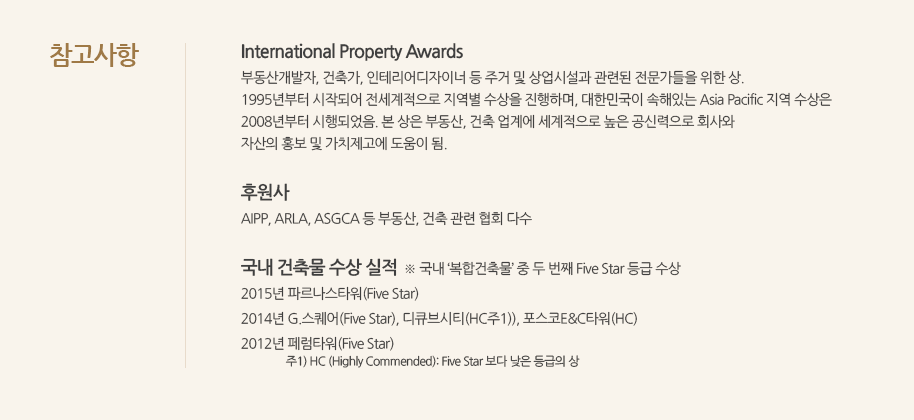 참고사항
International Property Awards
부동산개발자, 건축가, 인테리어디자이너 등 주거 및 상업시설과 관련된 전문가들을 위한 상.
1995년부터 시작되어 전세계적으로 지역별 수상을 진행하며, 대한민국이 속해있는 Asia Pacific 지역 수상은
2008년부터 시행되었음. 본 상은 부동산, 건축 업계에 세계적으로 높은 공신력으로 회사와
자산의 홍보 및 가치제고에 도움이 됨.
후원사
AIPP, ARLA, ASGCA 등 부동산, 건축 관련 협회 다수
국내 건축물 수상 실적 ※ 국내 ‘복합건축물’ 중 두 번째 Five Star 등급 수상
2015년 파르나스타워(Five Star)
2014년 G.스퀘어(Five Star), 디큐브시티(HC주1)), 포스코E&C타워(HC)
2012년 페럼타워(Five Star)
주1) HC (Highly Commended): Five Star 보다 낮은 등급의 상